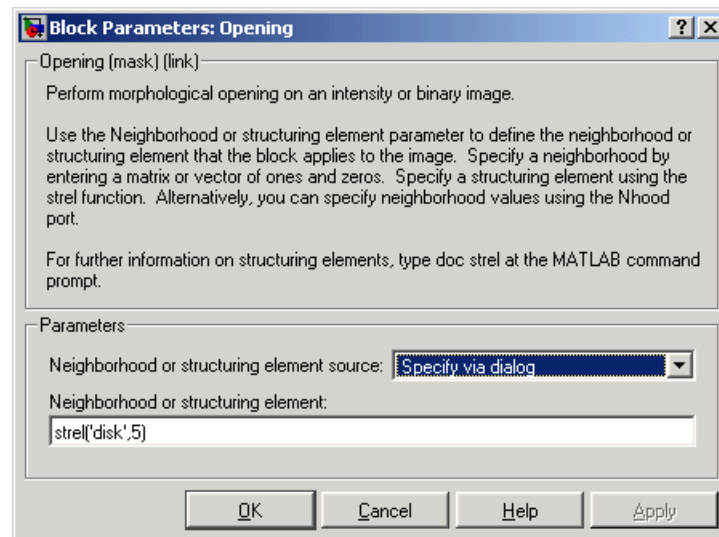 Block Parameters: Opening
Opening (mask) (link)
Perform morphological opening on an intensity or binary image.
Use the Neighborhood or structuring element parameter to define the neighborhood or
structuring element that the block applies to the image.  Specify a neighborhood by
entering a matrix or vector of ones and zeros.  Specify a structuring element using the
strel function.  Alternatively, you can specify neighborhood values using the Nhood
port.
For further information on structuring elements, type doc strel at the MATLAB command
prompt.
Parameters
Neighborhood or structuring element source: Specify via dialog
Neighborhood or structuring element:
strel('disk',5)
OK Cancel Help Apply